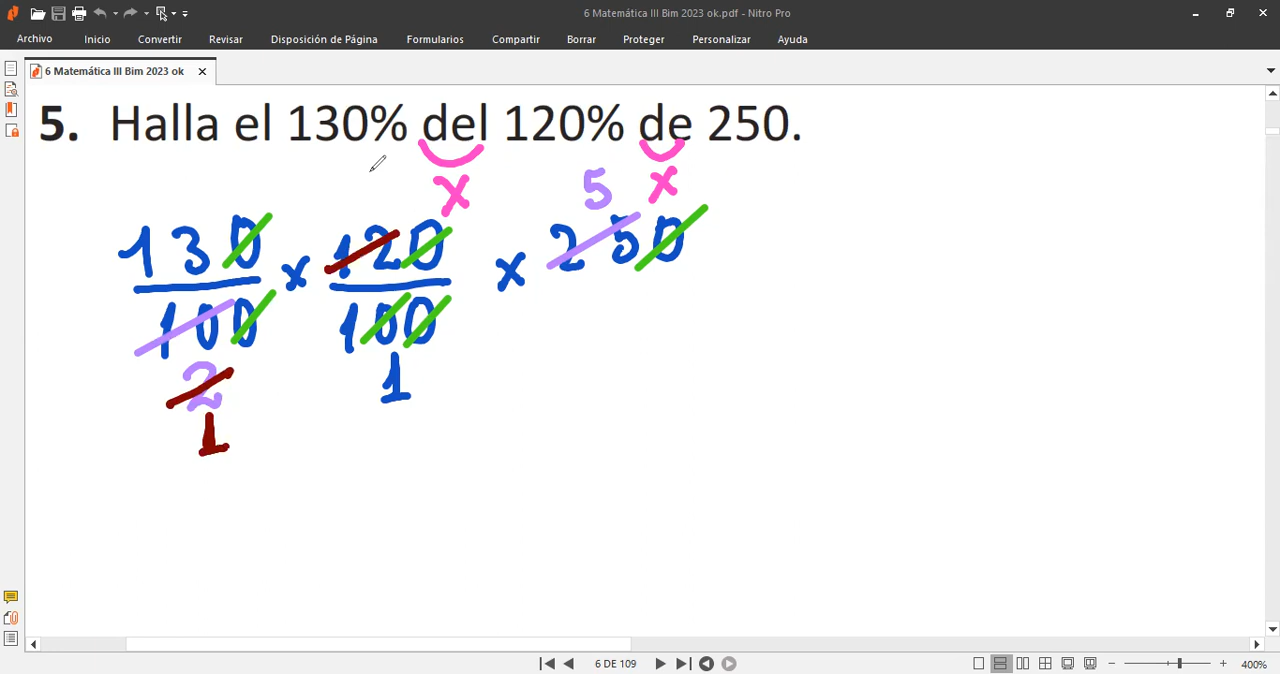 6 Matemática III Bim 2023 ok.pdf - Nitro Pro
Archivo Inicio Convertir Revisar Disposición de Página Formularios Compartir Borrar Proteger Personalizar Ayuda
6 Matemática III Bim 2023 ok
5. Halla el 130% del 120% de 250.
x 5 x
130 x 120 x 250
100 100
2 1
1
6 DE 109 400%